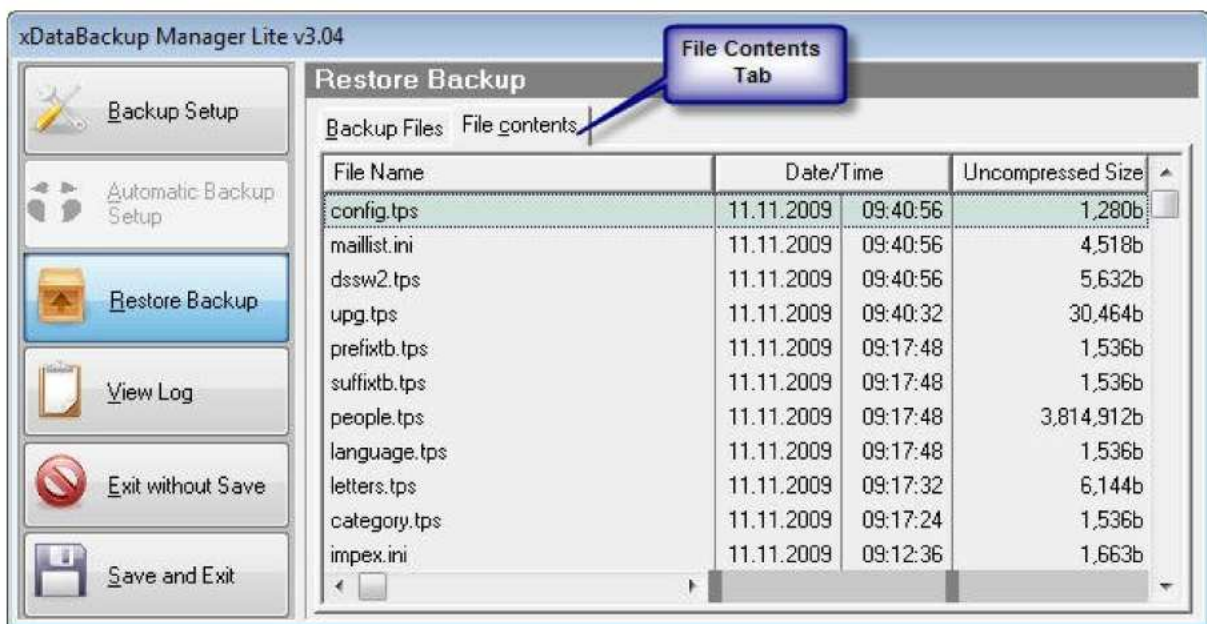 xDataBackup Manager Lite v3.04
File Contents
Tab
Backup Setup
Automatic Backup
Setup
Restore Backup
View Log
Exit without Save
Save and Exit
Restore Backup
Backup Files File contents
File Name Date/Time Uncompressed Size
config.tps 11.11.2009 09:40:56 1,280b
maillist.ini 11.11.2009 09:40:56 4,518b
dssw2.tps 11.11.2009 09:40:56 5,632b
upg.tps 11.11.2009 09:40:32 30,464b
prefixtb.tps 11.11.2009 09:17:48 1,536b
suffixtb.tps 11.11.2009 09:17:48 1,536b
people.tps 11.11.2009 09:17:48 3,814,912b
language.tps 11.11.2009 09:17:48 1,536b
letters.tps 11.11.2009 09:17:32 6,144b
category.tps 11.11.2009 09:17:24 1,536b
impex.ini 11.11.2009 09:12:36 1,663b